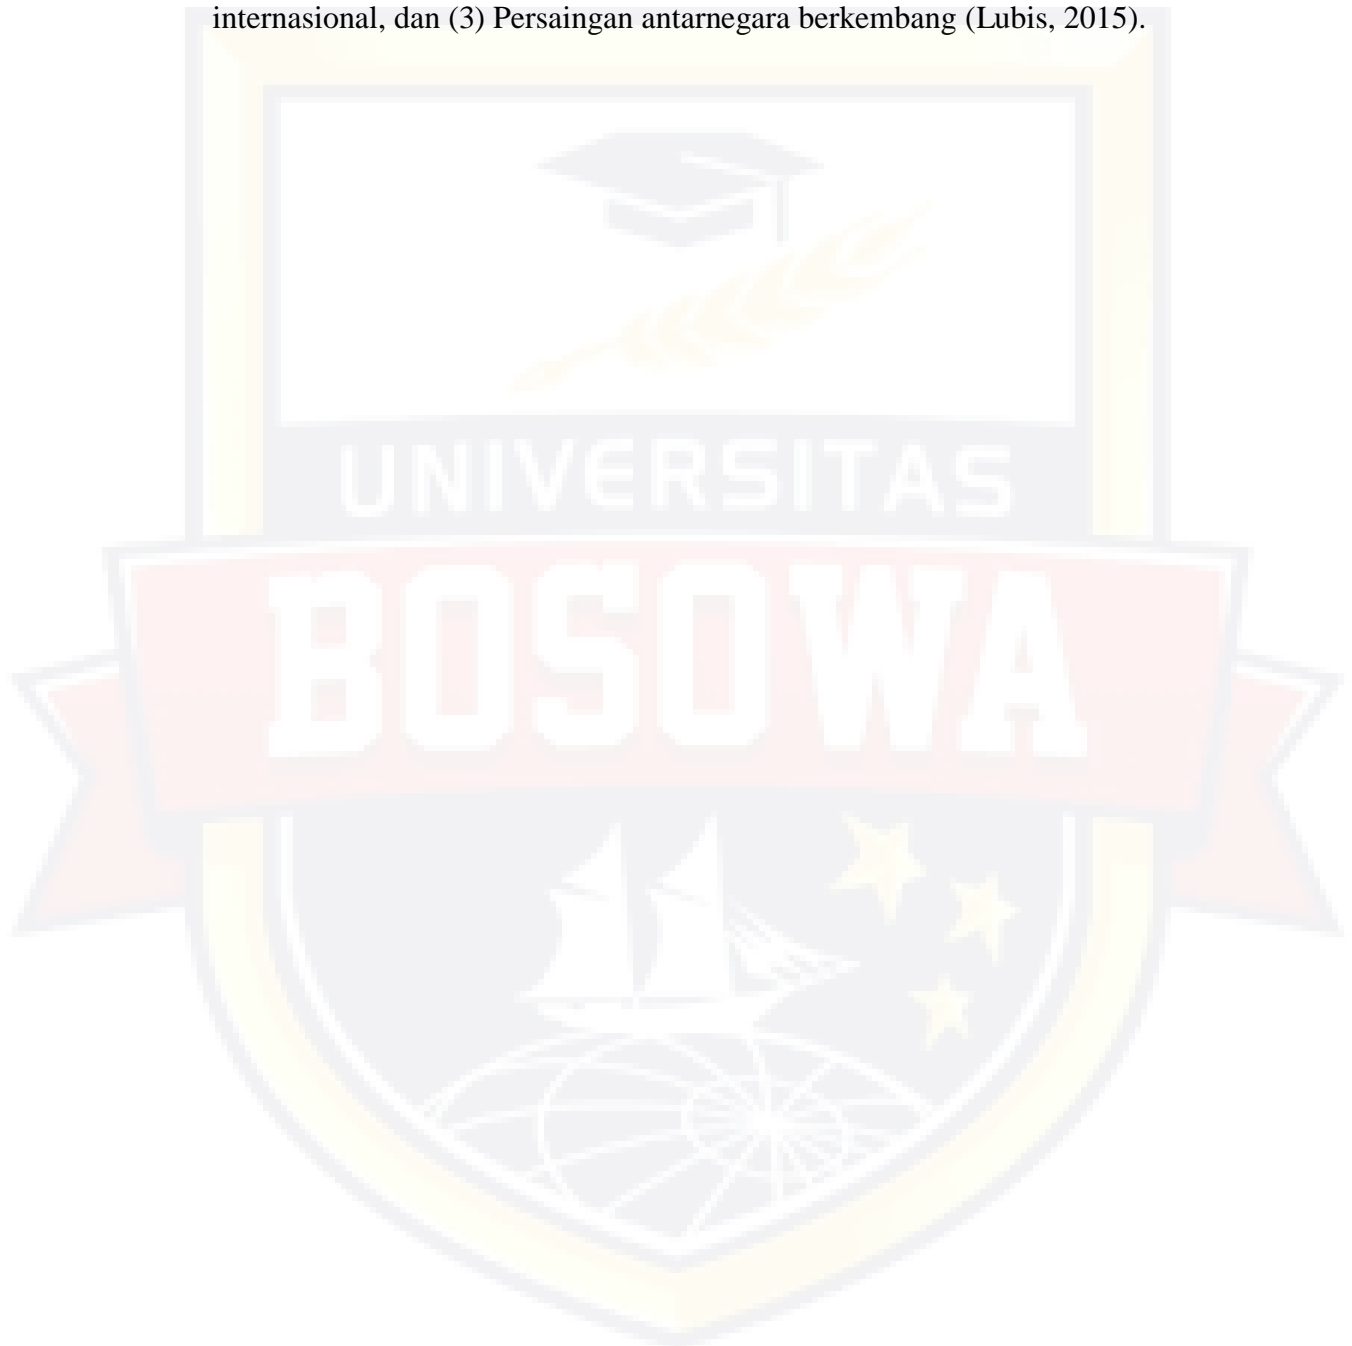 internasional, dan (3) Persaingan antarnegara berkembang (Lubis, 2015).
UNIVERSITAS
BOSOWA